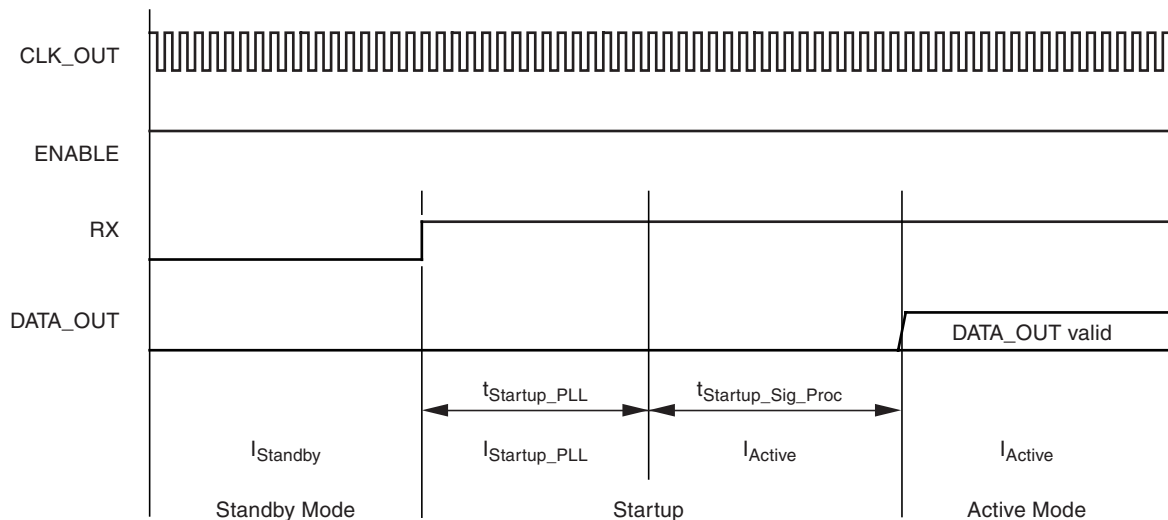 CLK_OUT
ENABLE
RX
DATA_OUT
DATA_OUT valid
tStartup_PLL
tStartup_Sig_Proc
IStandby
IStartup_PLL
IActive
IActive
Standby Mode
Startup
Active Mode